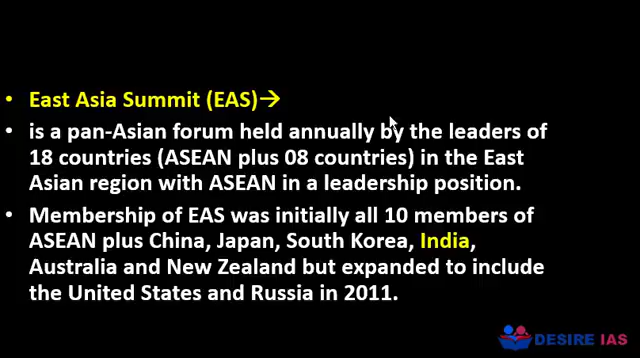 • East Asia Summit (EAS)→
• is a pan-Asian forum held annually by the leaders of
18 countries (ASEAN plus 08 countries) in the East
Asian region with ASEAN in a leadership position.
• Membership of EAS was initially all 10 members of
ASEAN plus China, Japan, South Korea, India,
Australia and New Zealand but expanded to include
the United States and Russia in 2011.
DESIRE IAS